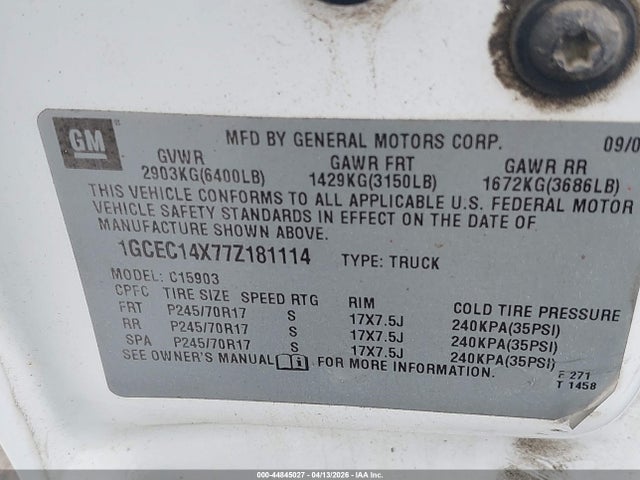 GM
MFD BY GENERAL MOTORS CORP. 09/0
GVWR GAWR FRT GAWR RR
2903KG(6400LB) 1429KG(3150LB) 1672KG(3686LB)
THIS VEHICLE CONFORMS TO ALL APPLICABLE U.S. FEDERAL MOTOR
VEHICLE SAFETY STANDARDS IN EFFECT ON THE DATE OF
MANUFACTURE SHOWN ABOVE.
1GCEC14X77Z181114 TYPE: TRUCK
MODEL: C15903
CPFC TIRE SIZE SPEED RTG RIM COLD TIRE PRESSURE
FRT P245/70R17 S 17X7.5J 240KPA(35PSI)
RR P245/70R17 S 17X7.5J 240KPA(35PSI)
SPA P245/70R17 S 17X7.5J 240KPA(35PSI)
SEE OWNER'S MANUAL FOR MORE INFORMATION.
F 271
T 1458
000-44845027 - 04/13/2026 - IAAI.com